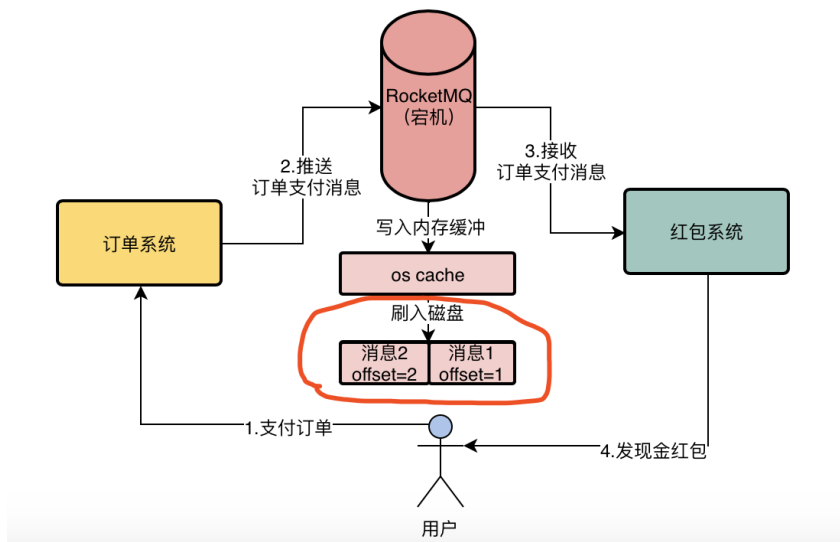 RocketMQ
（宕机）
2.推送
订单支付消息
3.接收
订单支付消息
订单系统
写入内存缓冲
红包系统
os cache
刷入磁盘
消息2
offset=2
消息1
offset=1
1.支付订单
4.发现金红包
用户